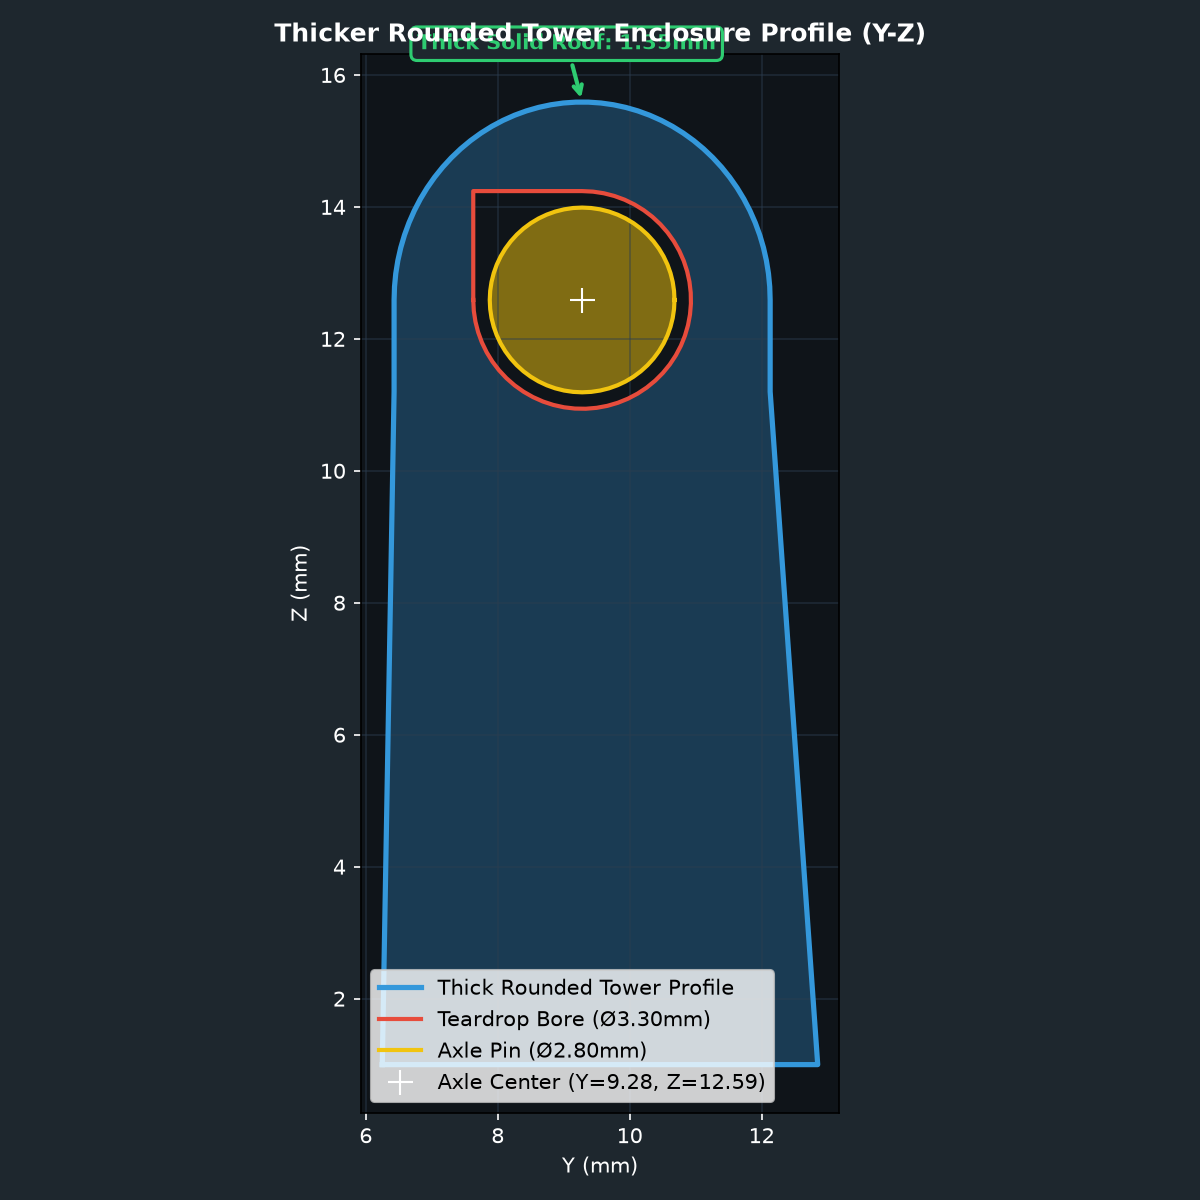 Thicker Rounded Tower Enclosure Profile (Y-Z)
Thick Solid Roof: 1.35mm
16
14
12
10
8
6
4
2
Z (mm)
Thick Rounded Tower Profile
Teardrop Bore (Ø3.30mm)
Axle Pin (Ø2.80mm)
Axle Center (Y=9.28, Z=12.59)
6 8 10 12
Y (mm)